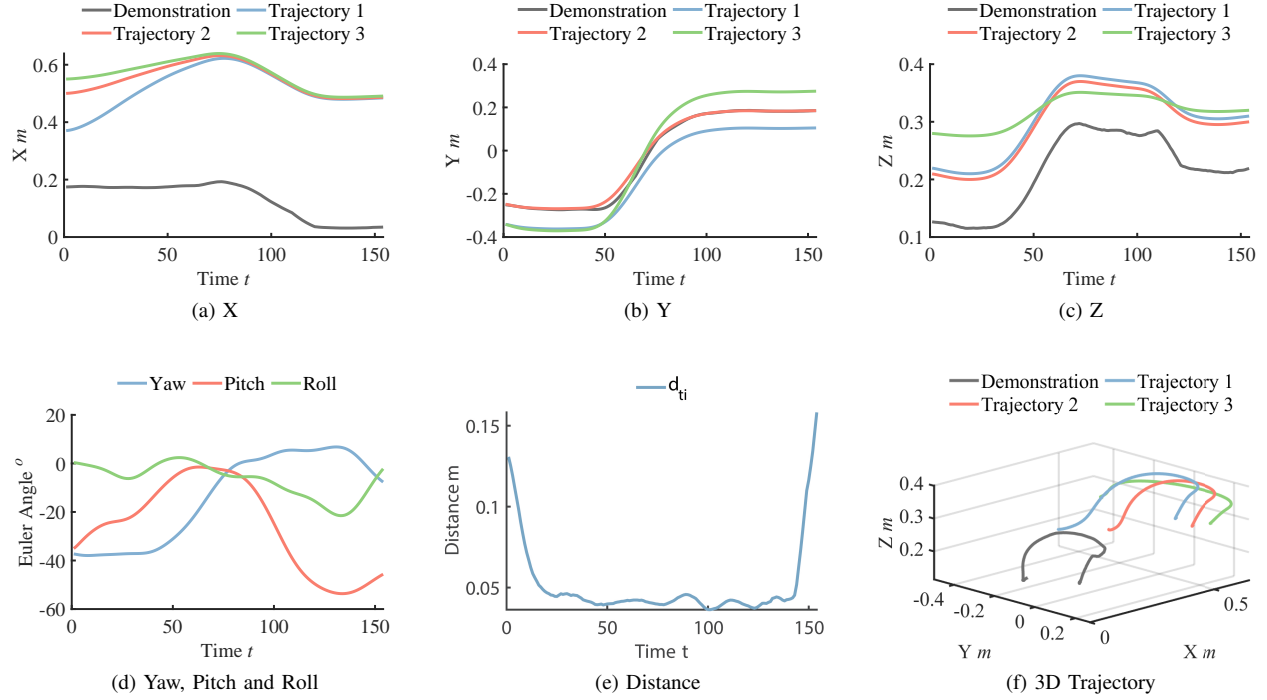 Demonstration Trajectory 1
Trajectory 2 Trajectory 3
0.6
0.4
0.2
0
X m
0 50 100 150
Time t
(a) X
Demonstration Trajectory 1
Trajectory 2 Trajectory 3
0.4
0.2
0
-0.2
-0.4
Y m
0 50 100 150
Time t
(b) Y
Demonstration Trajectory 1
Trajectory 2 Trajectory 3
0.4
0.3
0.2
0.1
Z m
0 50 100 150
Time t
(c) Z
Yaw Pitch Roll
20
0
-20
-40
-60
Euler Angle o
0 50 100 150
Time t
(d) Yaw, Pitch and Roll
d_ti
0.15
0.1
0.05
Distance m
0 50 100 150
Time t
(e) Distance
Demonstration Trajectory 1
Trajectory 2 Trajectory 3
0.4
0.3
0.2
Z m
-0.4 -0.2 0 0.2
Y m
0 0.5
X m
(f) 3D Trajectory